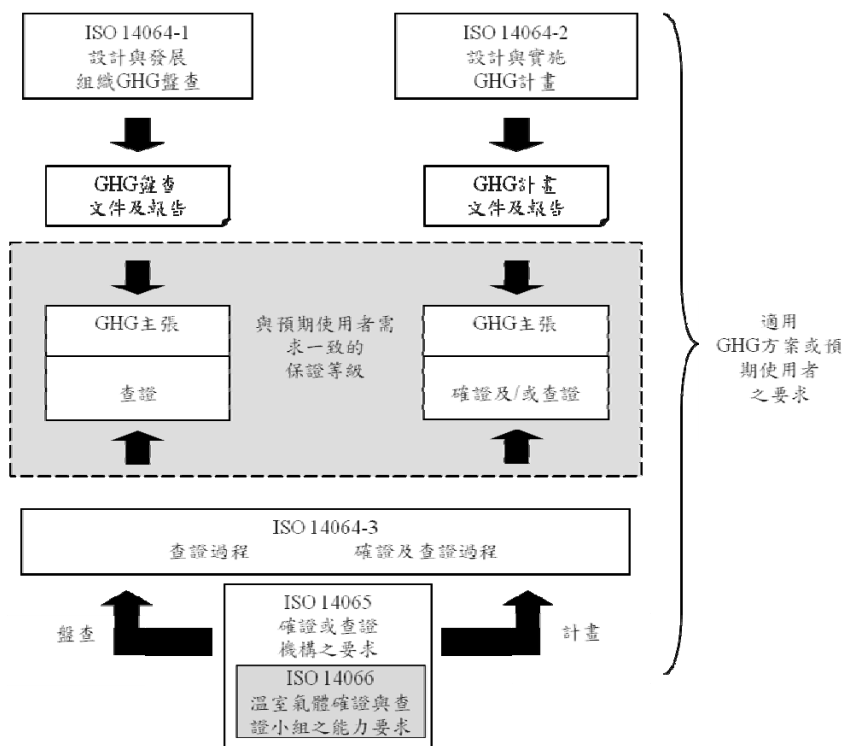 ISO 14064-1
設計與發展
組織GHG盤查
ISO 14064-2
設計與實施
GHG計畫
GHG盤查
文件及報告
GHG計畫
文件及報告
GHG主張
查證
與預期使用者需
求一致的
保證等級
GHG主張
確證及/或查證
適用
GHG方案或預
期使用者
之要求
ISO 14064-3
查證過程 確證及查證過程
盤查
ISO 14065
確證或查證
機構之要求
計畫
ISO 14066
溫室氣體確證與查
證小組之能力要求